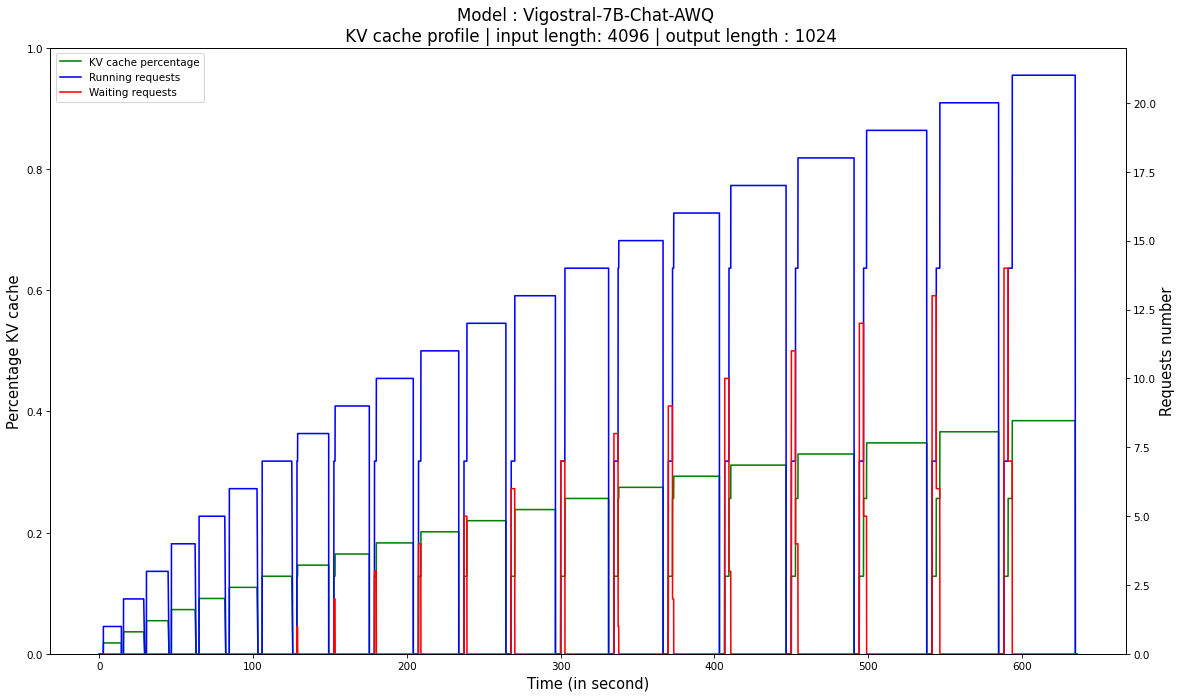 Model : Vigostral-7B-Chat-AWQ
KV cache profile | input length: 4096 | output length : 1024
KV cache percentage
Running requests
Waiting requests
Percentage KV cache
1.0
0.8
0.6
0.4
0.2
0.0
20.0
17.5
15.0
12.5
10.0
7.5
5.0
2.5
0.0
Requests number
0
100
200
300
400
500
600
Time (in second)